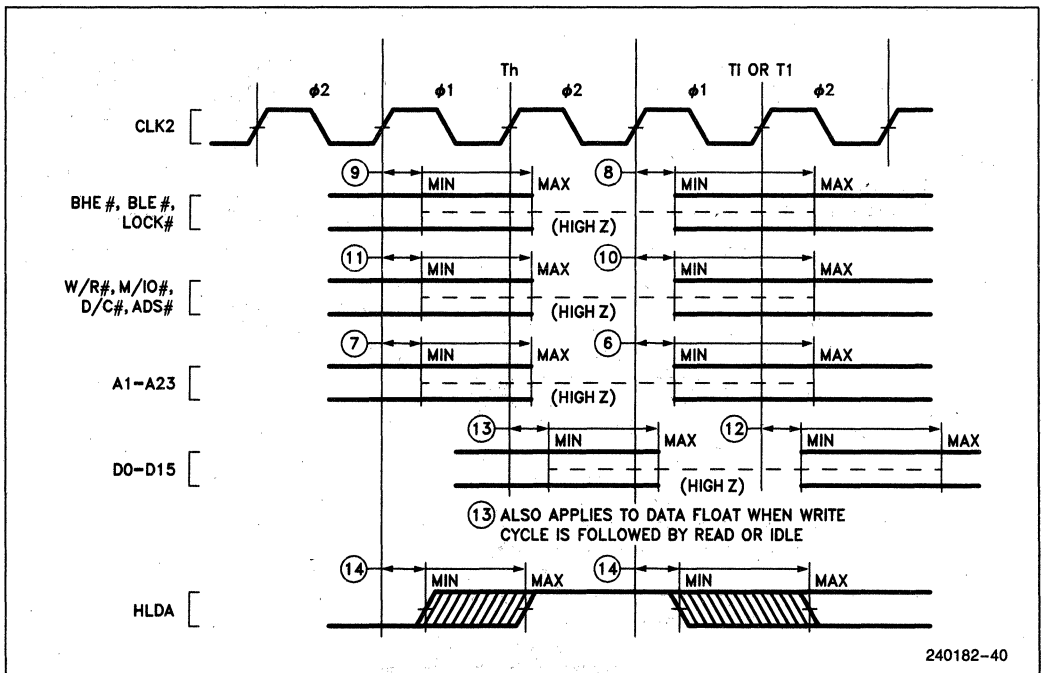 Th TI OR T1
ϕ2 ϕ1 ϕ2 ϕ1 ϕ2
CLK2
9 MIN MAX 8 MIN MAX
BHE#, BLE#,
LOCK#
(HIGH Z)
11 MIN MAX 10 MIN MAX
W/R#, M/IO#,
D/C#, ADS#
(HIGH Z)
7 MIN MAX 6 MIN MAX
A1-A23
(HIGH Z)
13 MIN MAX 12 MIN MAX
D0-D15
(HIGH Z)
13 ALSO APPLIES TO DATA FLOAT WHEN WRITE
CYCLE IS FOLLOWED BY READ OR IDLE
14 MIN MAX 14 MIN MAX
HLDA
240182-40